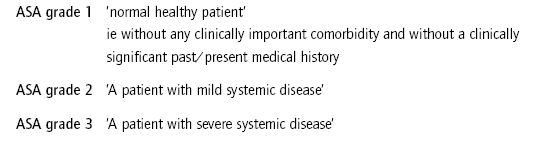 ASA grade 1 'normal healthy patient'
ie without any clinically important comorbidity and without a clinically
significant past/present medical history
ASA grade 2 'A patient with mild systemic disease'
ASA grade 3 'A patient with severe systemic disease'